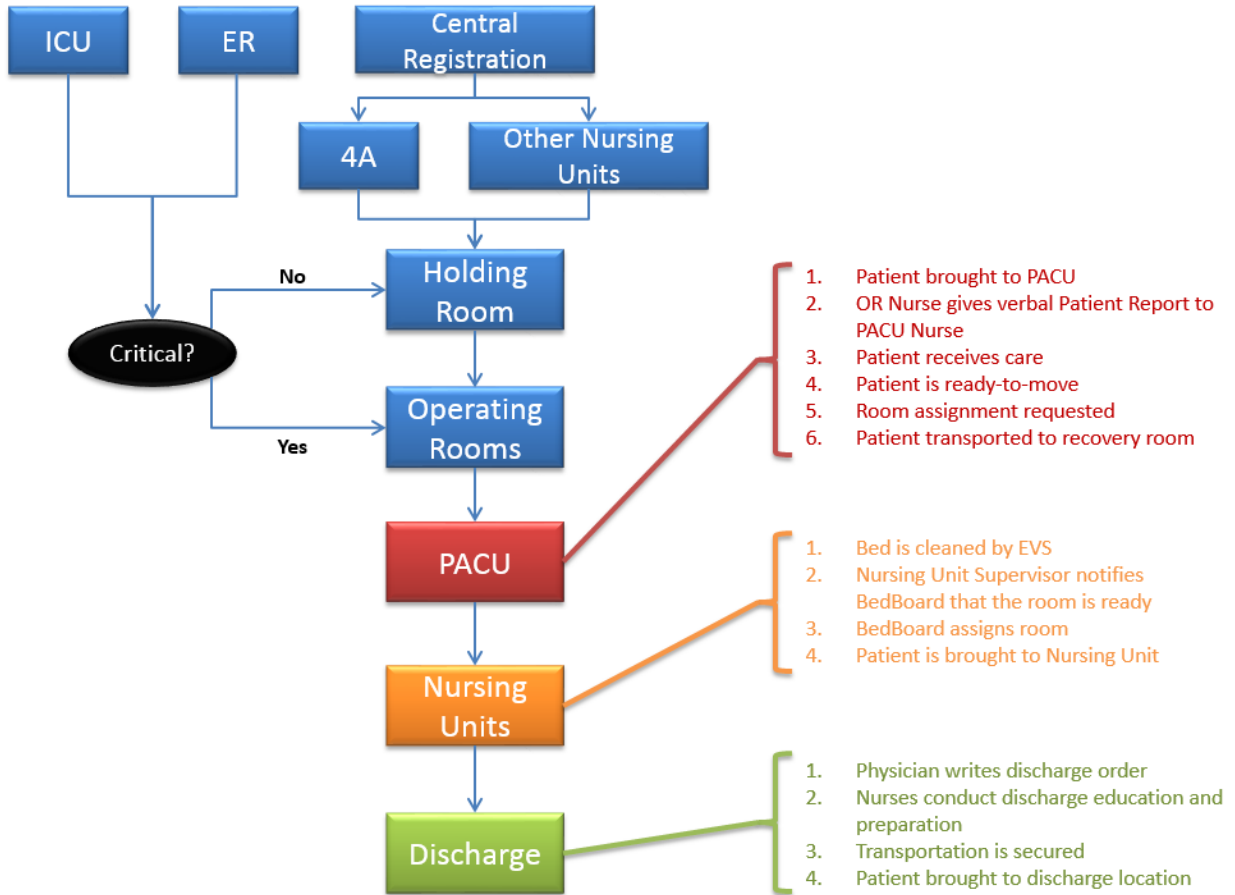 ICU
ER
Central
Registration
4A
Other Nursing
Units
Holding
Room
No
Critical?
Yes
Operating
Rooms
PACU
Nursing
Units
Discharge
1. Patient brought to PACU
2. OR Nurse gives verbal Patient Report to
PACU Nurse
3. Patient receives care
4. Patient is ready-to-move
5. Room assignment requested
6. Patient transported to recovery room
1. Bed is cleaned by EVS
2. Nursing Unit Supervisor notifies
BedBoard that the room is ready
3. BedBoard assigns room
4. Patient is brought to Nursing Unit
1. Physician writes discharge order
2. Nurses conduct discharge education and
preparation
3. Transportation is secured
4. Patient brought to discharge location